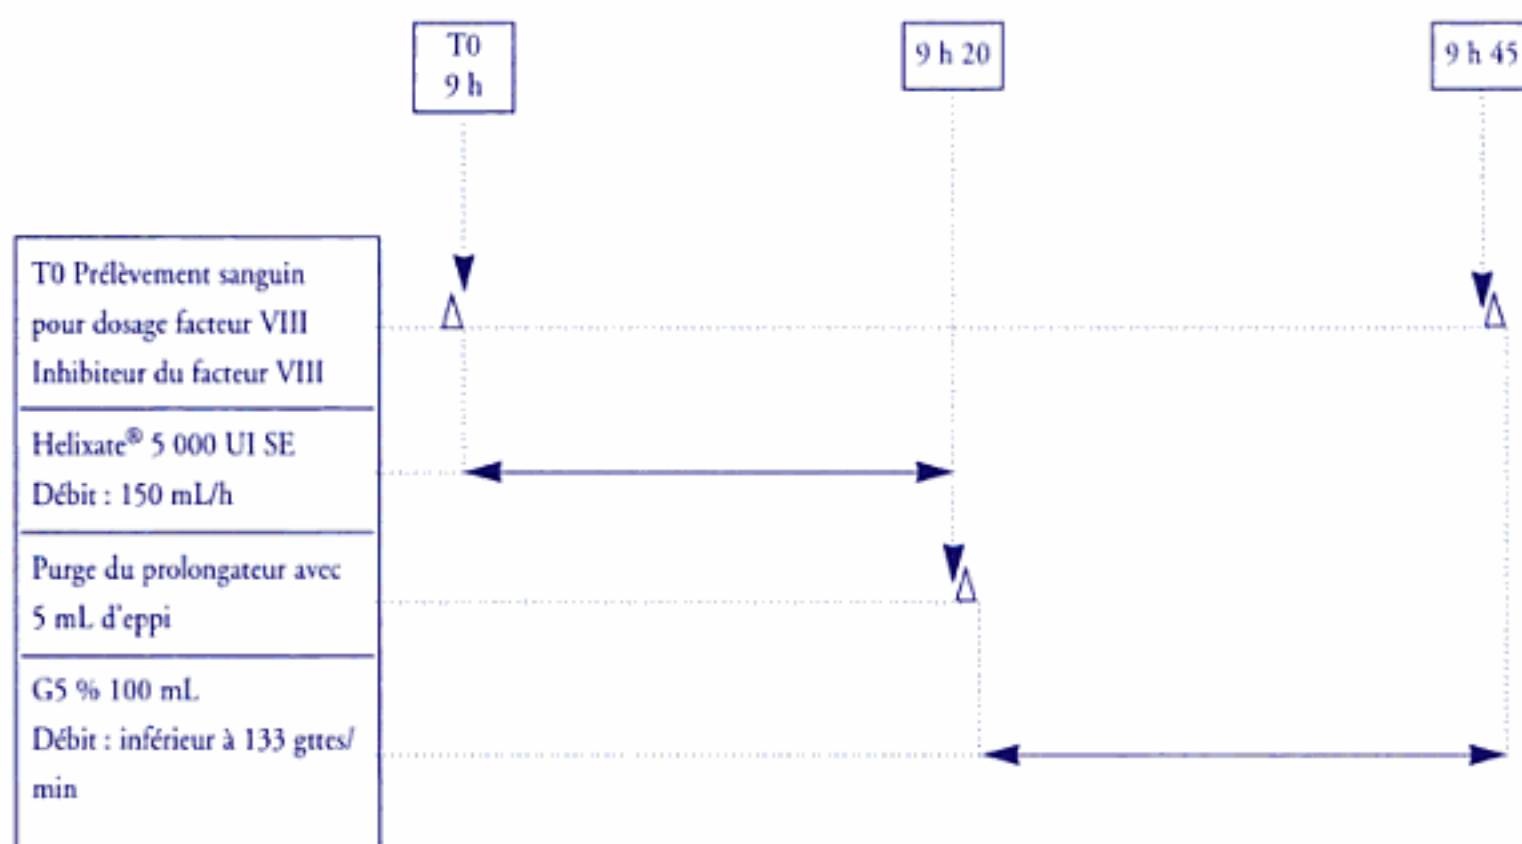 T0
9 h
9 h 20
9 h 45
T0 Prélèvement sanguin
pour dosage facteur VIII
Inhibiteur du facteur VIII
Helixate® 5 000 UI SE
Débit : 150 mL/h
Purge du prolongateur avec
5 mL d'eppi
G5 % 100 mL
Débit : inférieur à 133 gttes/
min